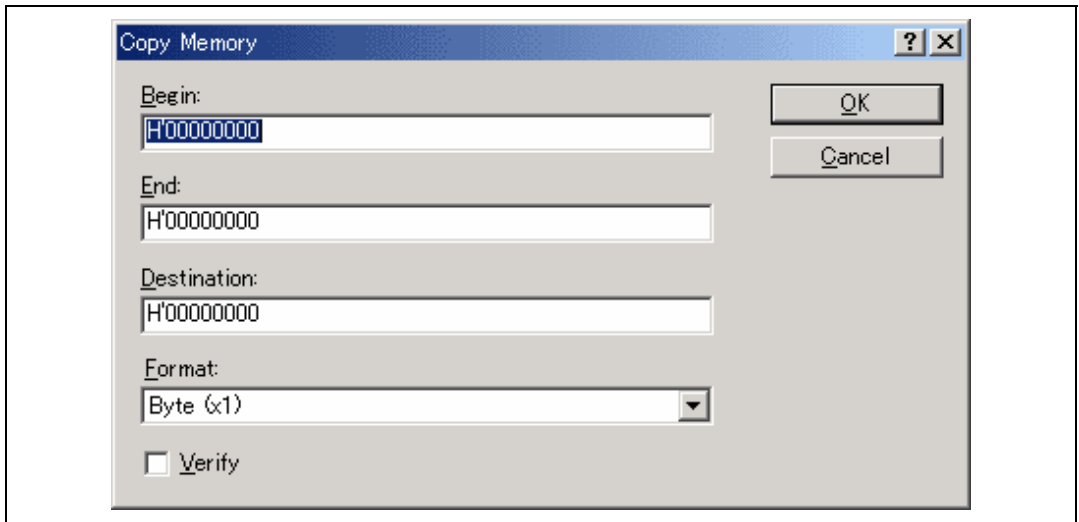 Copy Memory
Begin:
H'00000000
OK
Cancel
End:
H'00000000
Destination:
H'00000000
Format:
Byte (x1)
Verify